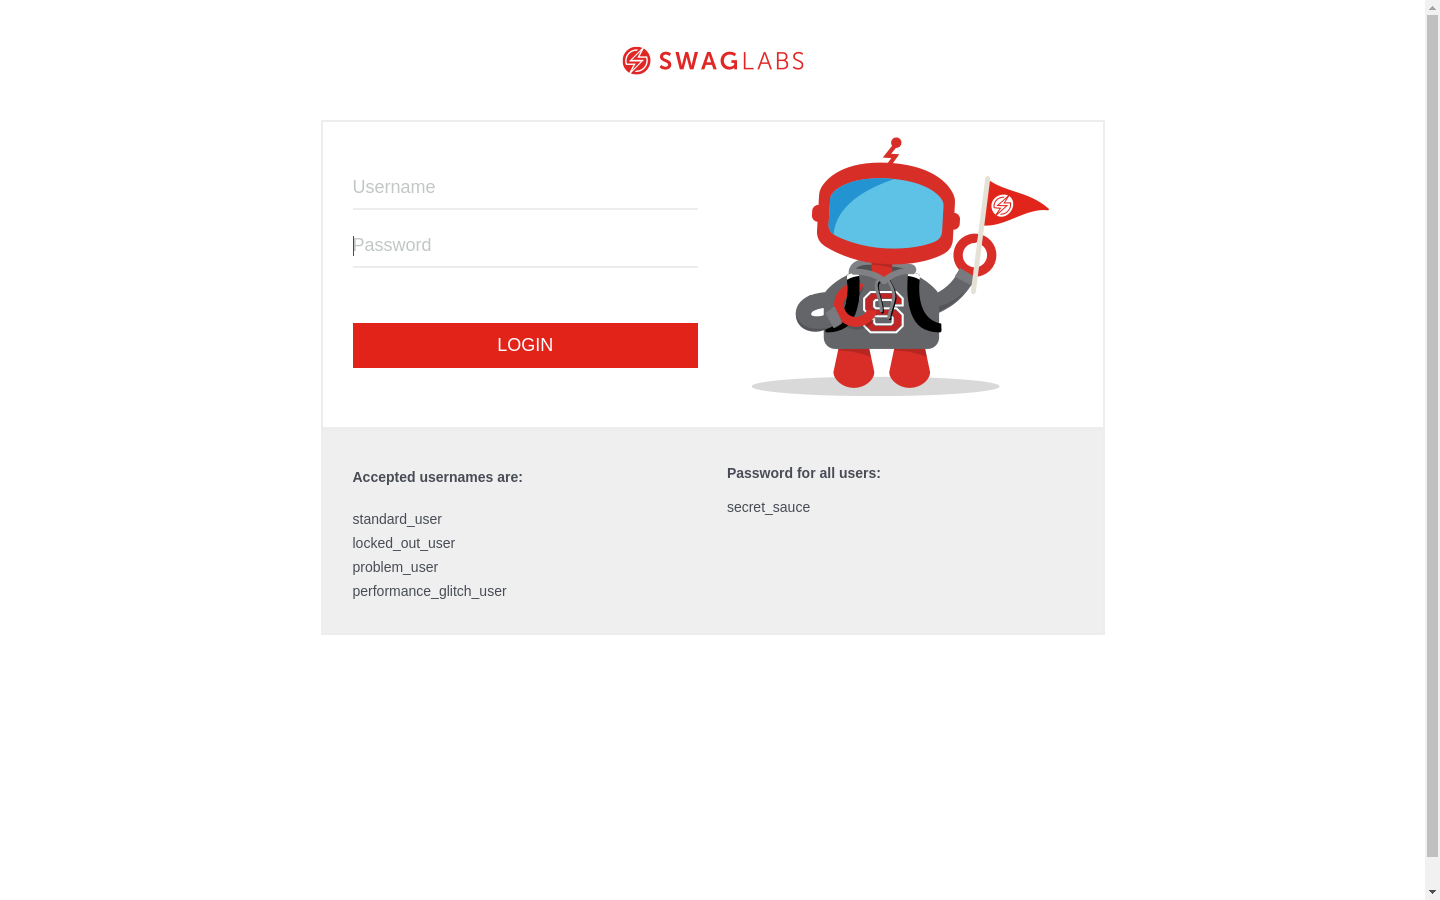 SWAGLABS
Username
Password
LOGIN
S
Accepted usernames are:
standard_user
locked_out_user
problem_user
performance_glitch_user
Password for all users:
secret_sauce